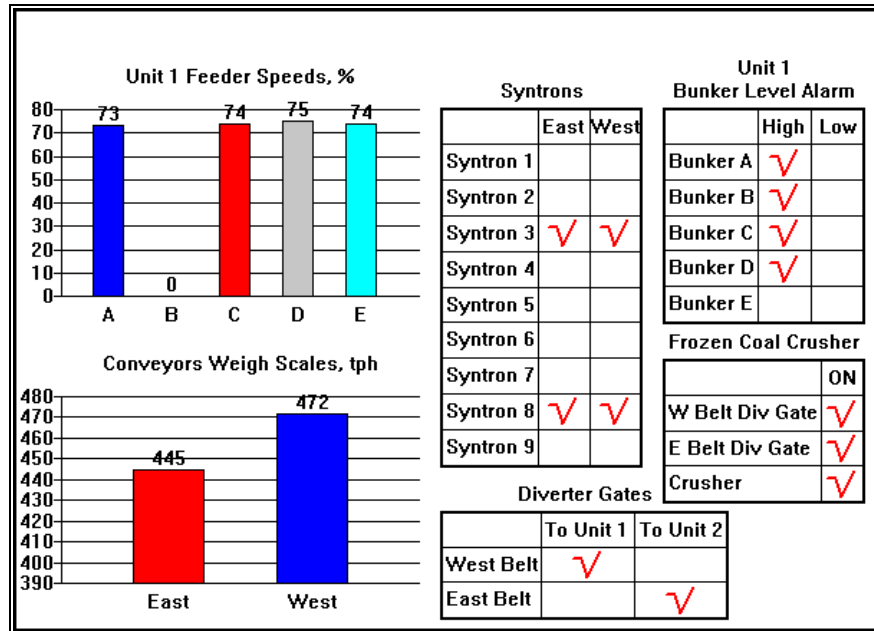 Unit 1 Feeder Speeds, %
80
70
60
50
40
30
20
10
0
73
0
74
75
74
A B C D E
Conveyors Weigh Scales, tph
480
470
460
450
440
430
420
410
400
390
445
472
East West
Syntrons
East West
Syntron 1
Syntron 2
Syntron 3
Syntron 4
Syntron 5
Syntron 6
Syntron 7
Syntron 8
Syntron 9
Unit 1
Bunker Level Alarm
High Low
Bunker A
Bunker B
Bunker C
Bunker D
Bunker E
Frozen Coal Crusher
ON
W Belt Div Gate
E Belt Div Gate
Crusher
Diverter Gates
To Unit 1 To Unit 2
West Belt
East Belt